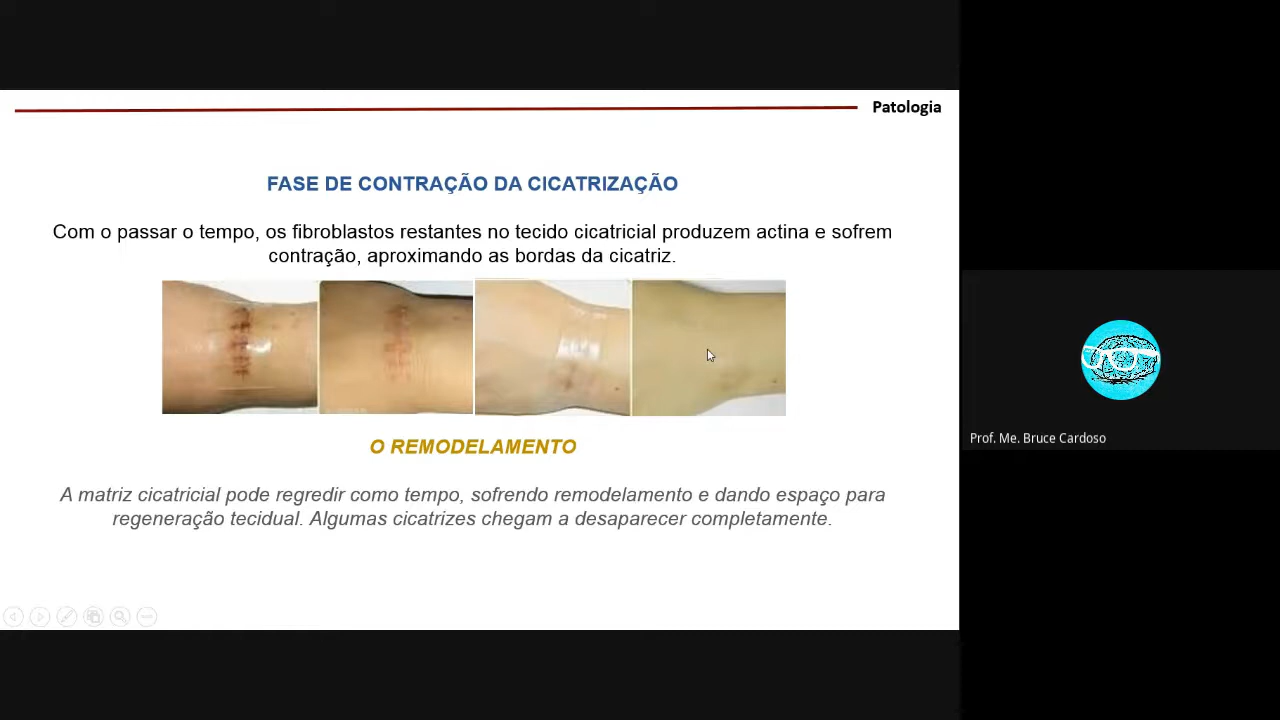 Patologia
FASE DE CONTRAÇÃO DA CICATRIZAÇÃO
Com o passar o tempo, os fibroblastos restantes no tecido cicatricial produzem actina e sofrem
contração, aproximando as bordas da cicatriz.
O REMODELAMENTO
A matriz cicatricial pode regredir como tempo, sofrendo remodelamento e dando espaço para
regeneração tecidual. Algumas cicatrizes chegam a desaparecer completamente.
Prof. Me. Bruce Cardoso